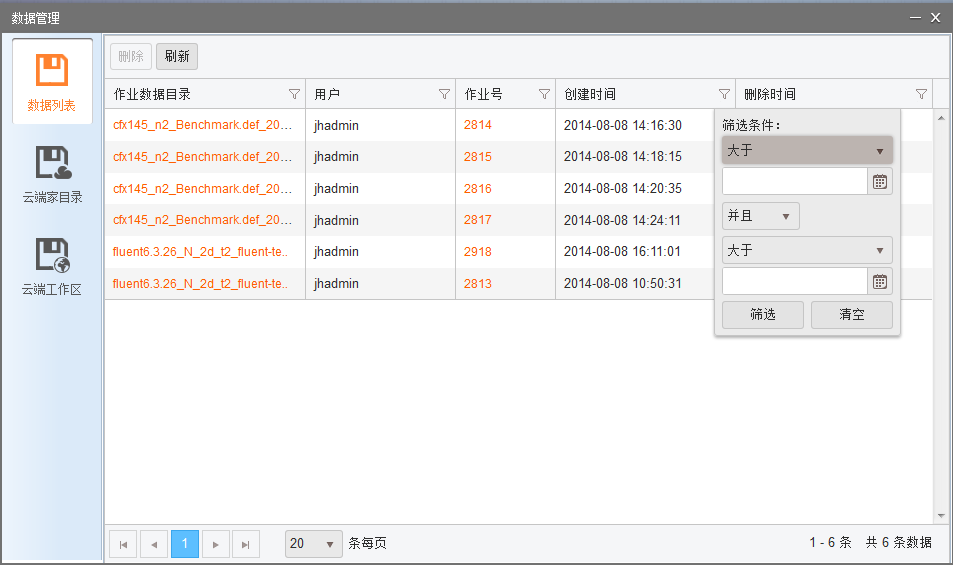 数据管理
数据列表
云端家目录
云端工作区
删除 刷新
作业数据目录 用户 作业号 创建时间 删除时间
cfx145_n2_Benchmark.def_20... jhadmin 2814 2014-08-08 14:16:30
cfx145_n2_Benchmark.def_20... jhadmin 2815 2014-08-08 14:18:15
cfx145_n2_Benchmark.def_20... jhadmin 2816 2014-08-08 14:20:35
cfx145_n2_Benchmark.def_20... jhadmin 2817 2014-08-08 14:24:11
fluent6.3.26_N_2d_t2_fluent-te.. jhadmin 2918 2014-08-08 16:11:01
fluent6.3.26_N_2d_t2_fluent-te.. jhadmin 2813 2014-08-08 10:50:31
筛选条件：
大于
并且
大于
筛选 清空
1 20 条每页 1 - 6 条 共 6 条数据